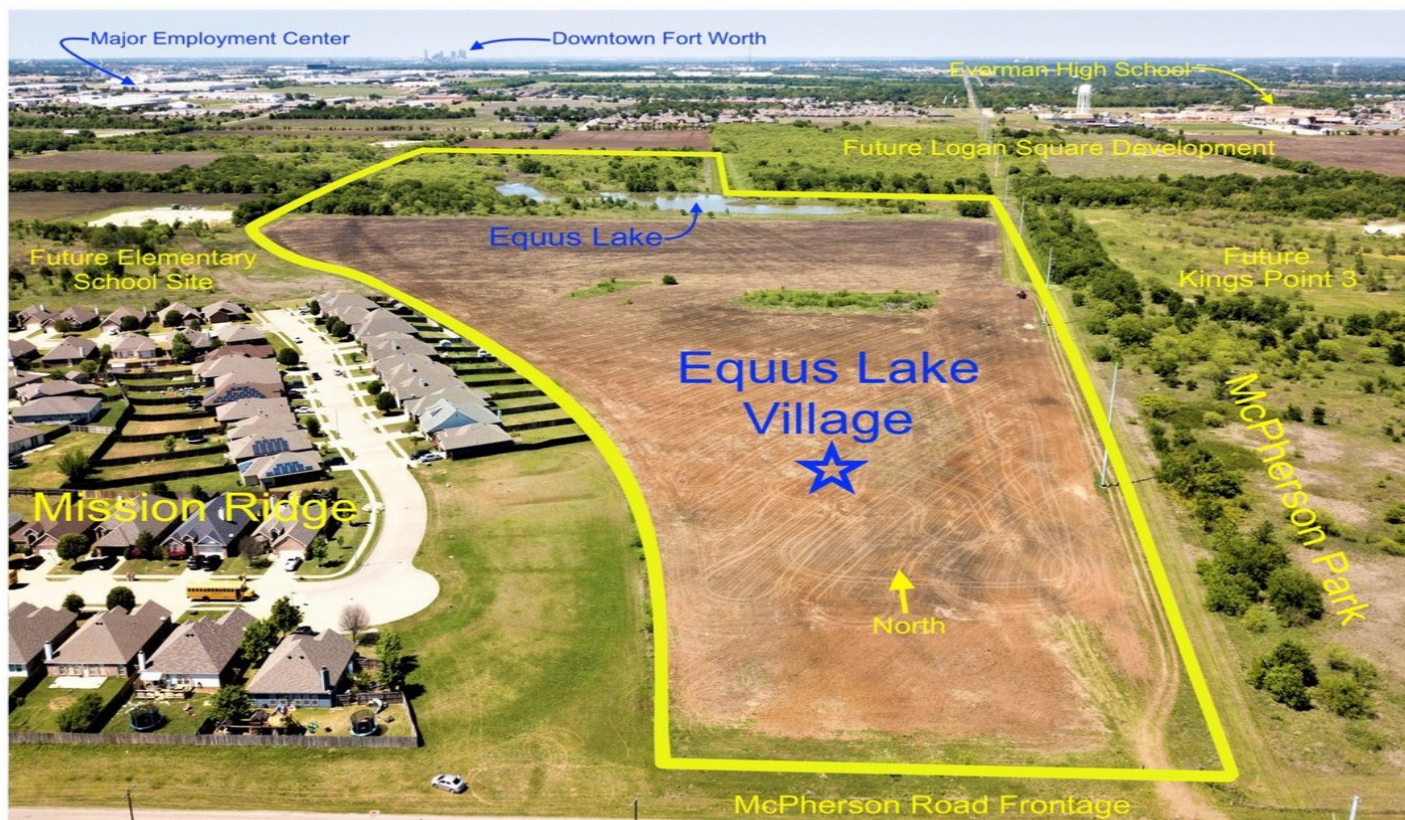 Major Employment Center
Downtown Fort Worth
Everman High School
Future Logan Square Development
Equus Lake
Future Elementary
School Site
Future
Kings Point 3
Equus Lake
Village
McPherson Park
Mission Ridge
North
McPherson Road Frontage